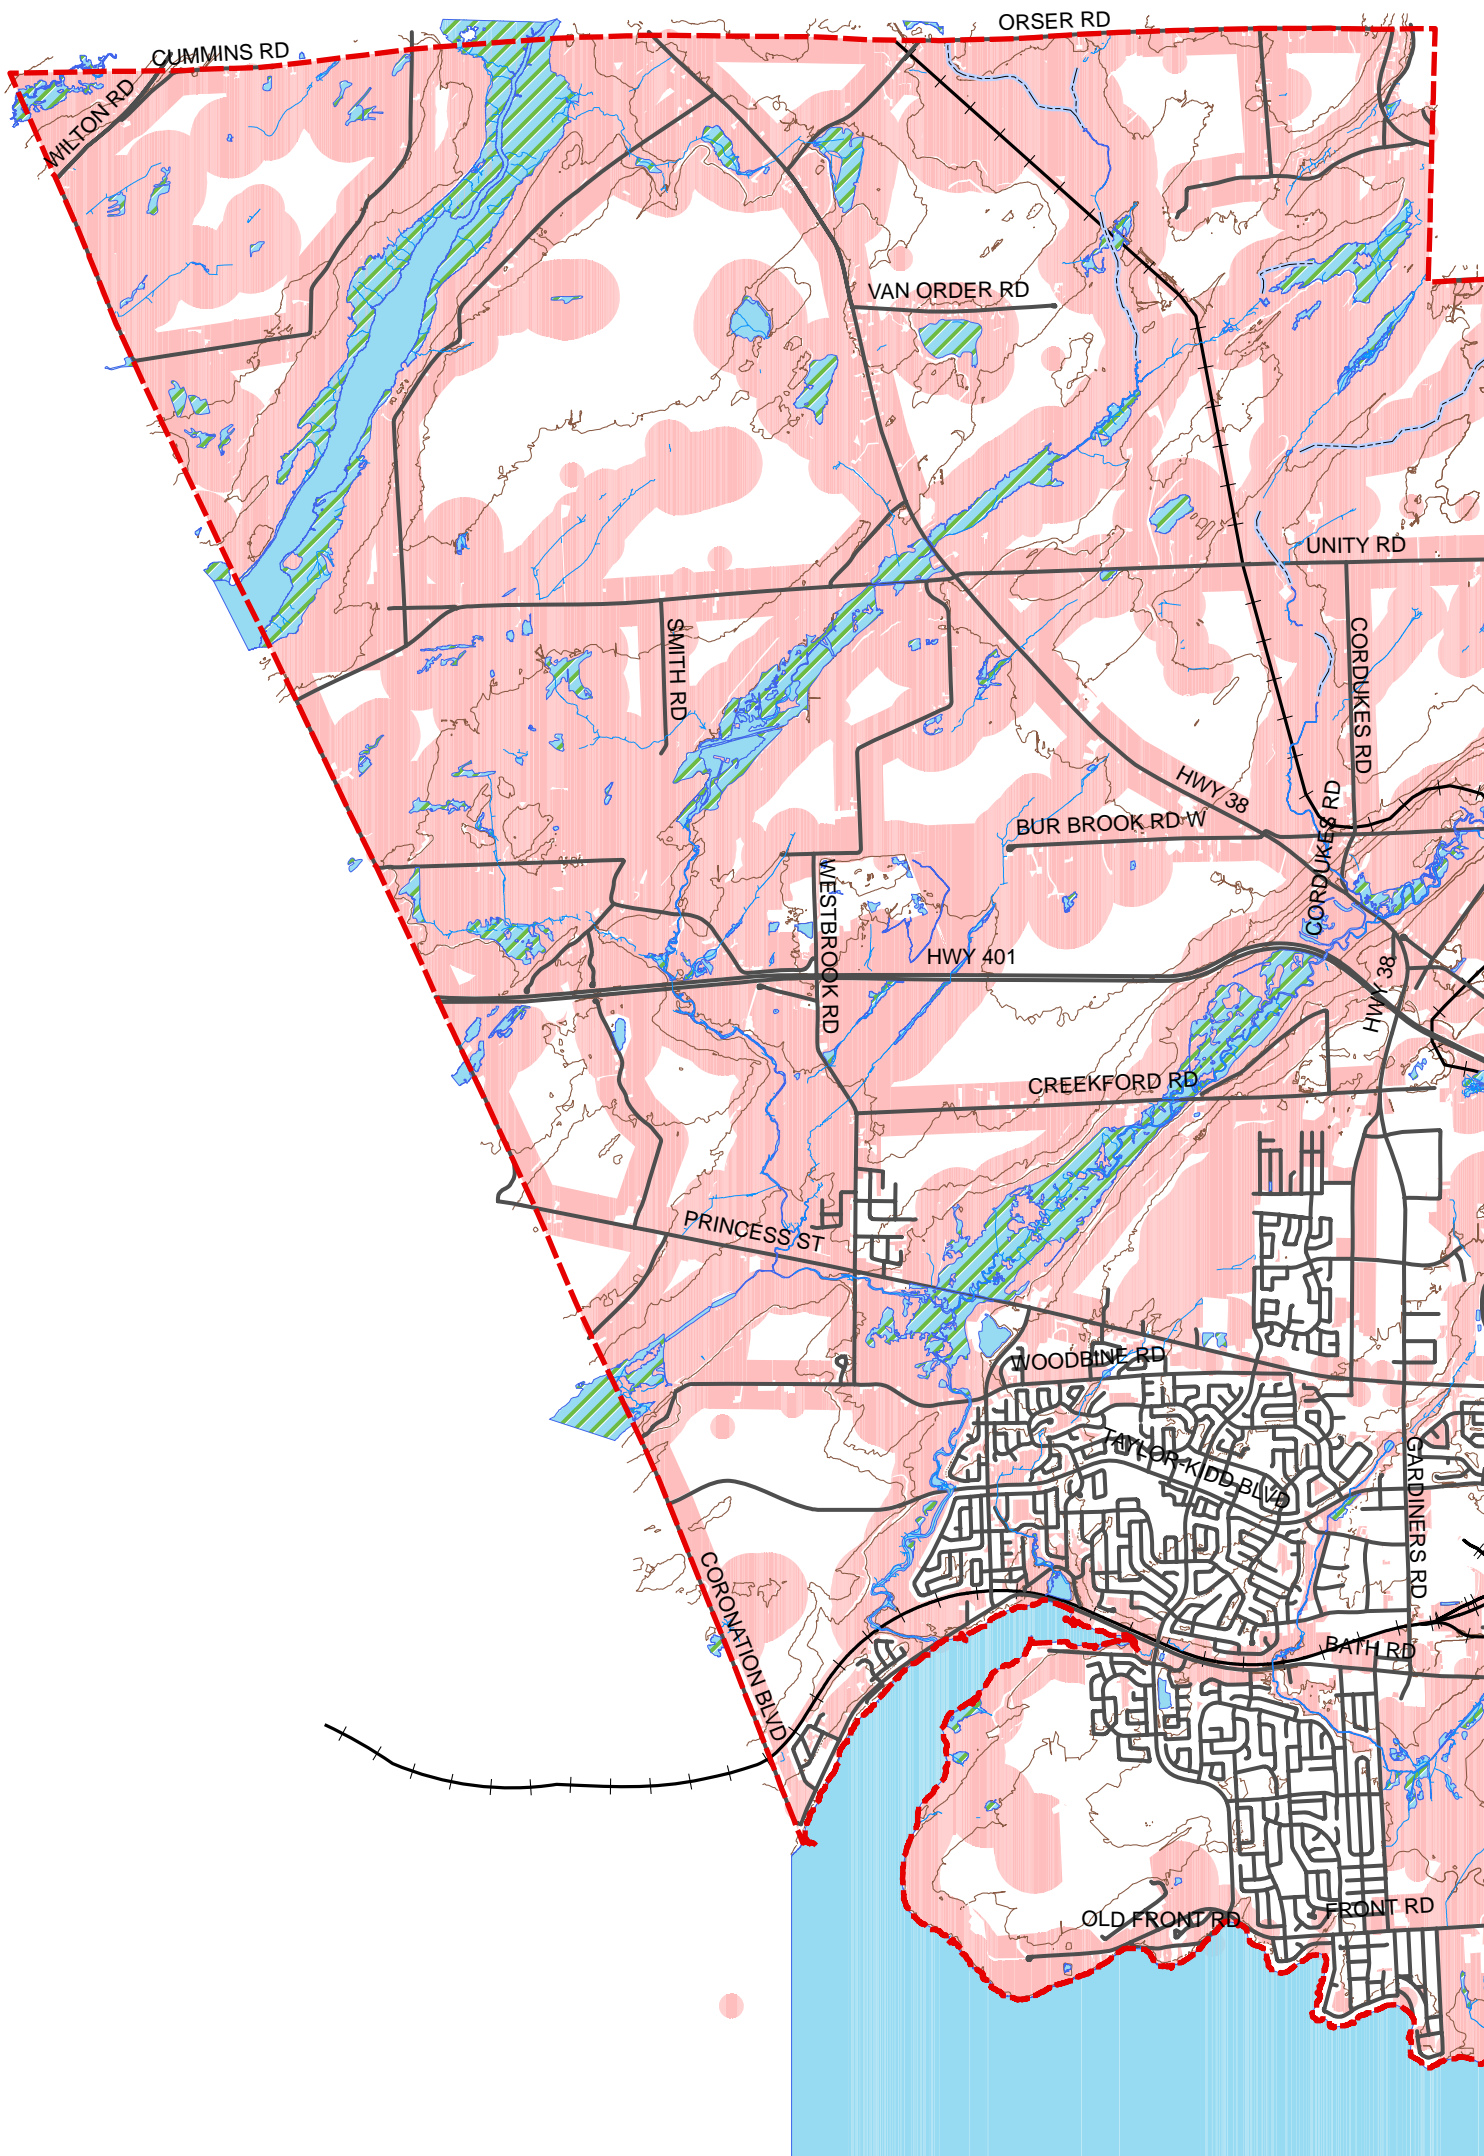 ORSER RD
CUMMINS RD
WILTON RD
VAN ORDER RD
UNITY RD
SMITH RD
CORDUKES RD
HWY 38
CORDUKES RD
BUR BROOK RD W
WESTBROOK RD
HWY 401
HWY 38
CREEKFORD RD
PRINCESS ST
WOODBINE RD
TAYLOR-KIDD BLVD
GARDINERS RD
CORONATION BLVD
BATH RD
OLD FRONT RD
FRONT RD